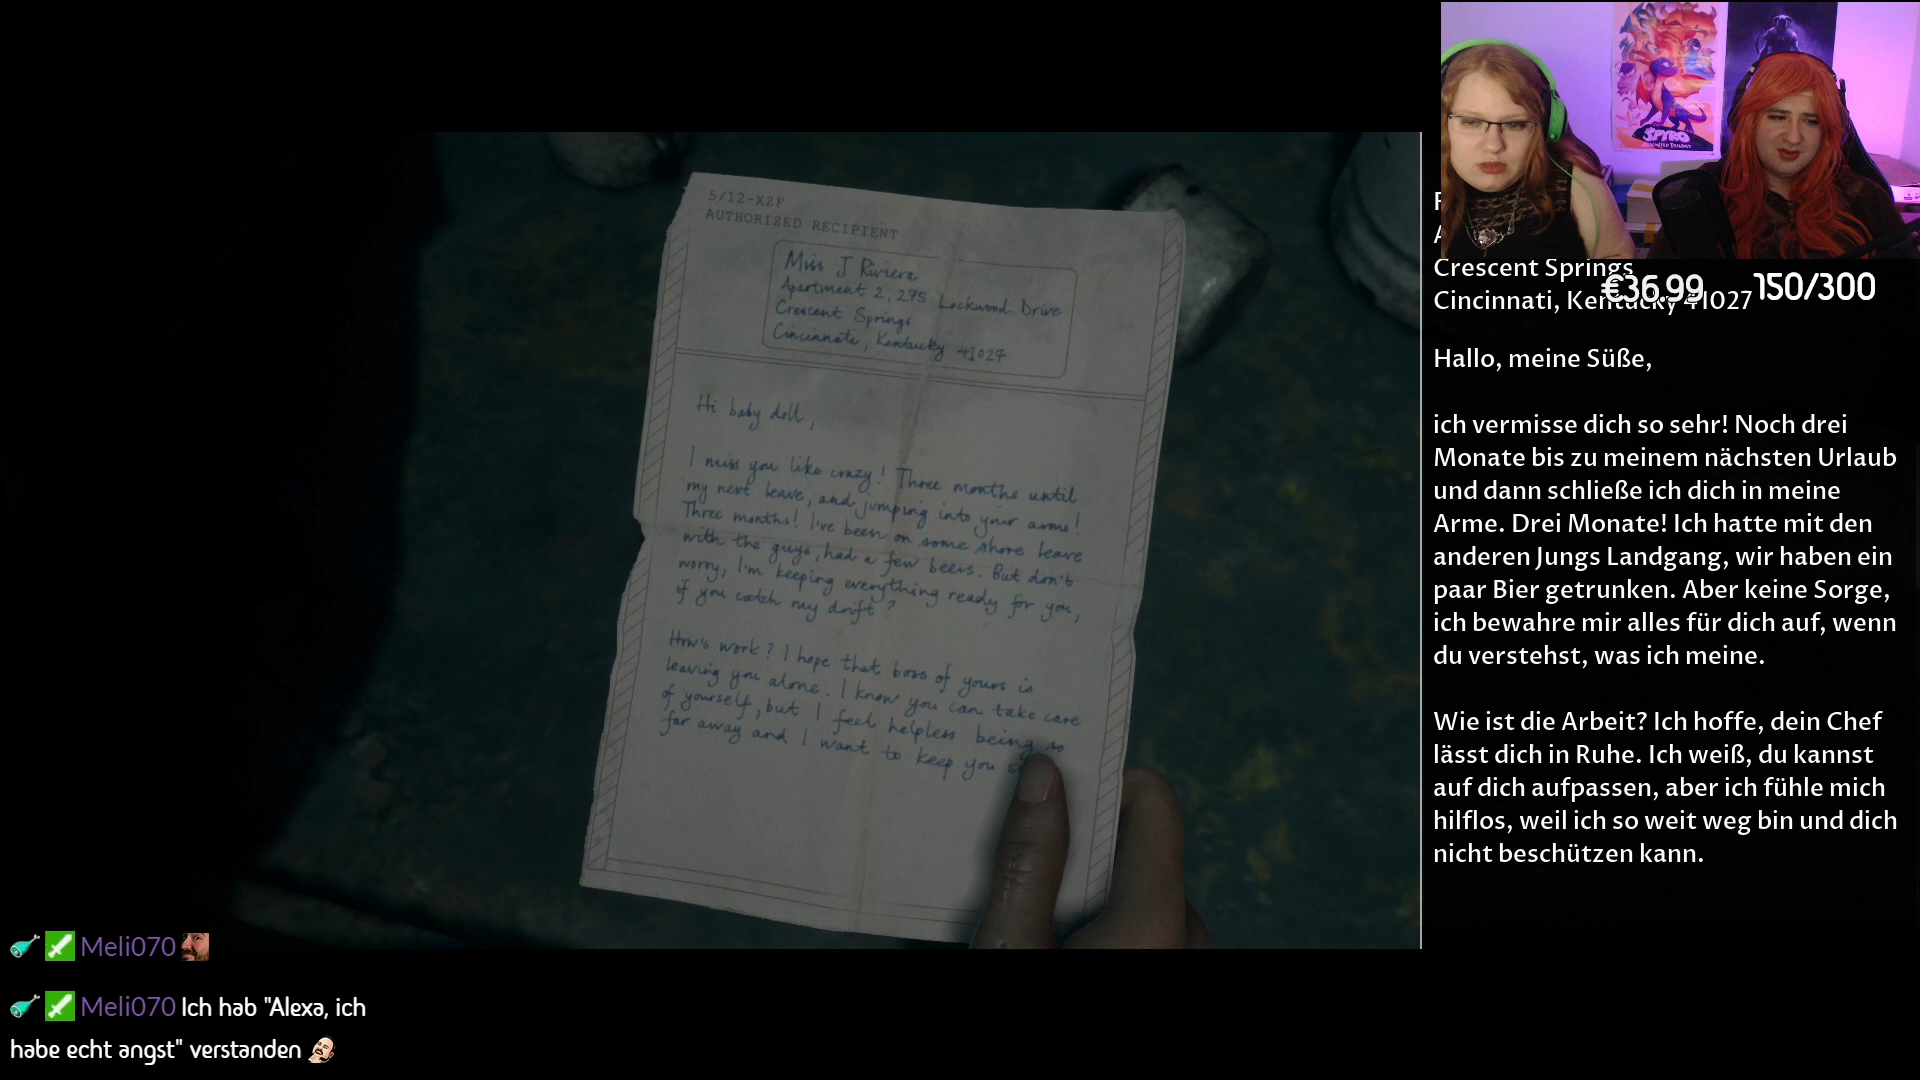 5/12-XZF
AUTHORIZED RECIPIENT
Miss J Riviera
Apartment 2, 275 Lockwood Drive
Crescent Springs
Cincinnati, Kentucky 41027
Hi baby doll,
I miss you like crazy! Three months until
my next leave, and jumping into your arms!
Three months! I've been on some shore leave
with the guys, had a few beers. But don't
worry, I'm keeping everything ready for you,
if you catch my drift?
How's work? I hope that boss of yours is
leaving you alone. I know you can take care
of yourself, but I feel helpless being so
far away and I want to keep you
SPYRO
Crescent Springs
Cincinnati, Kentucky 41027
€36.99
150/300
Hallo, meine Süße,
ich vermisse dich so sehr! Noch drei
Monate bis zu meinem nächsten Urlaub
und dann schließe ich dich in meine
Arme. Drei Monate! Ich hatte mit den
anderen Jungs Landgang, wir haben ein
paar Bier getrunken. Aber keine Sorge,
ich bewahre mir alles für dich auf, wenn
du verstehst, was ich meine.
Wie ist die Arbeit? Ich hoffe, dein Chef
lässt dich in Ruhe. Ich weiß, du kannst
auf dich aufpassen, aber ich fühle mich
hilflos, weil ich so weit weg bin und dich
nicht beschützen kann.
Meli070
Meli070 Ich hab "Alexa, ich
habe echt angst" verstanden